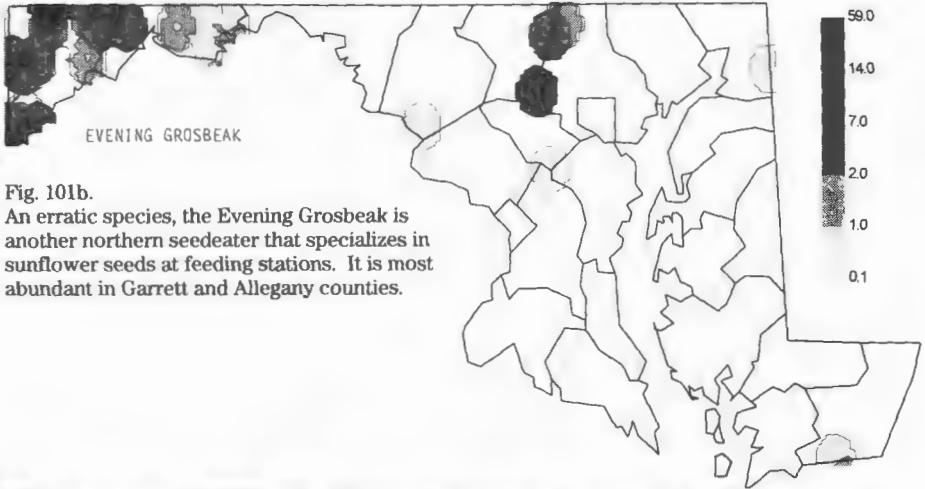 59.0
14.0
7.0
2.0
1.0
0.1
EVENING GROSBEAK
Fig. 101b.
An erratic species, the Evening Grosbeak is
another northern seedeater that specializes in
sunflower seeds at feeding stations. It is most
abundant in Garrett and Allegany counties.